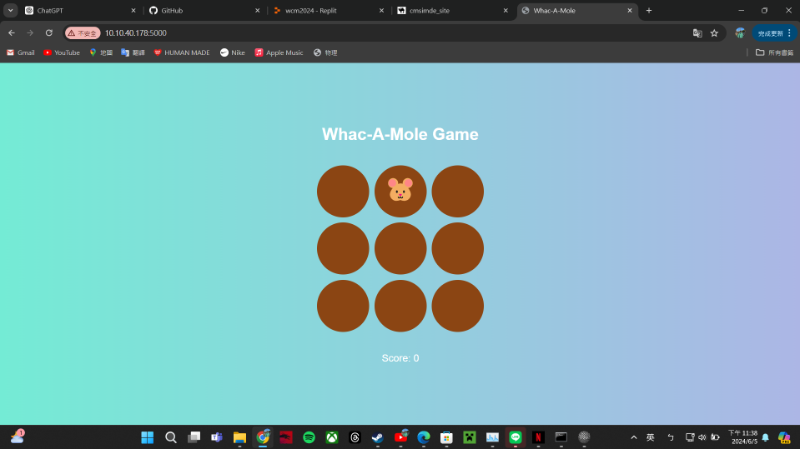 ChatGPT
GitHub
wcm2024 - Replit
cmsimde_site
Whac-A-Mole
不安全
10.10.40.178:5000
完成更新
Gmail
YouTube
地圖
翻譯
HUMAN MADE
Nike
Apple Music
物理
所有書籤
Whac-A-Mole Game
Score: 0
1
英
ㄅ
下午 11:38
2024/6/5